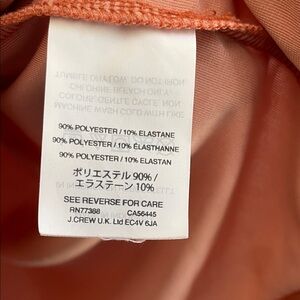 90% POLYESTER / 10% ELASTANE
90% POLYESTER / 10% ELASTHANNE
90% POLYESTER / 10% ELASTAN
ポリエステル 90% /
エラステーン 10%
SEE REVERSE FOR CARE
RN77388 CA56445
J.CREW U.K. Ltd EC4V 6JA